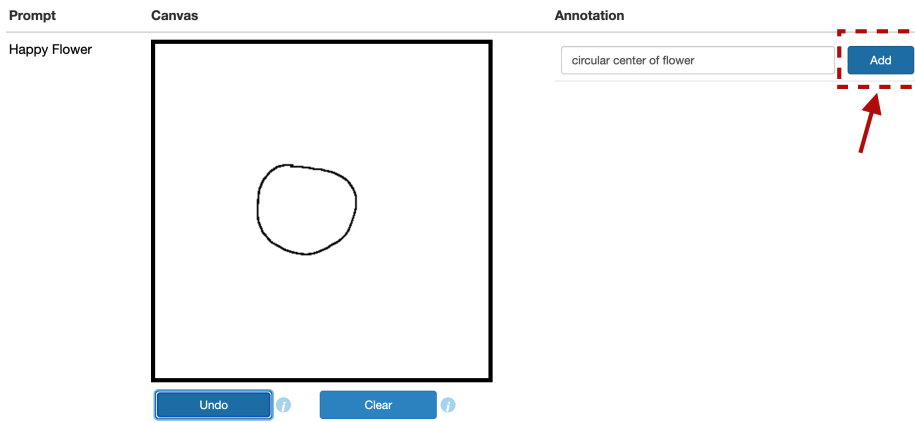 Prompt Canvas Annotation
Happy Flower
circular center of flower Add
Undo i Clear i